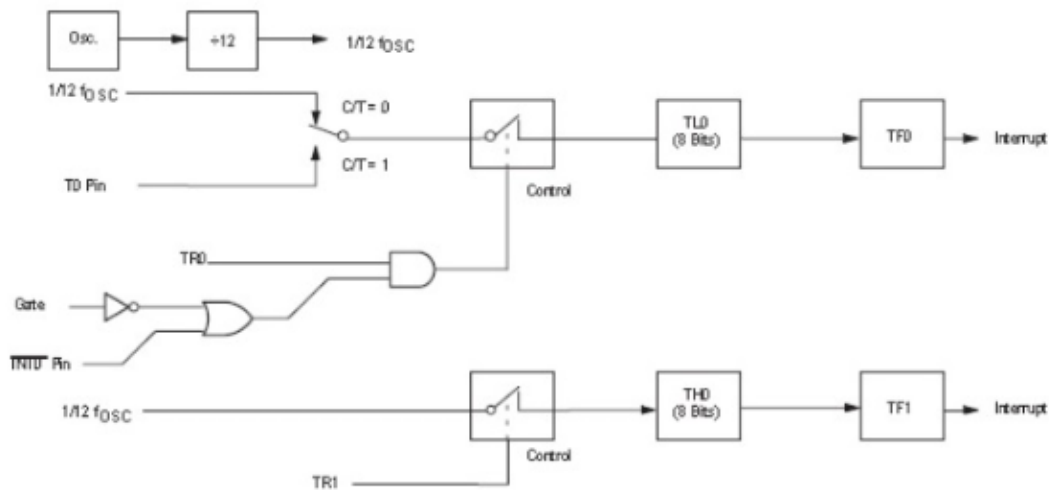 Osc.
÷12
1/12 fOSC
1/12 fOSC
C/T = 0
C/T = 1
T0 Pin
Control
TL0
(8 Bits)
TF0
Interrupt
TR0
Gate
INT0 Pin
1/12 fOSC
TR1
Control
TH0
(8 Bits)
TF1
Interrupt